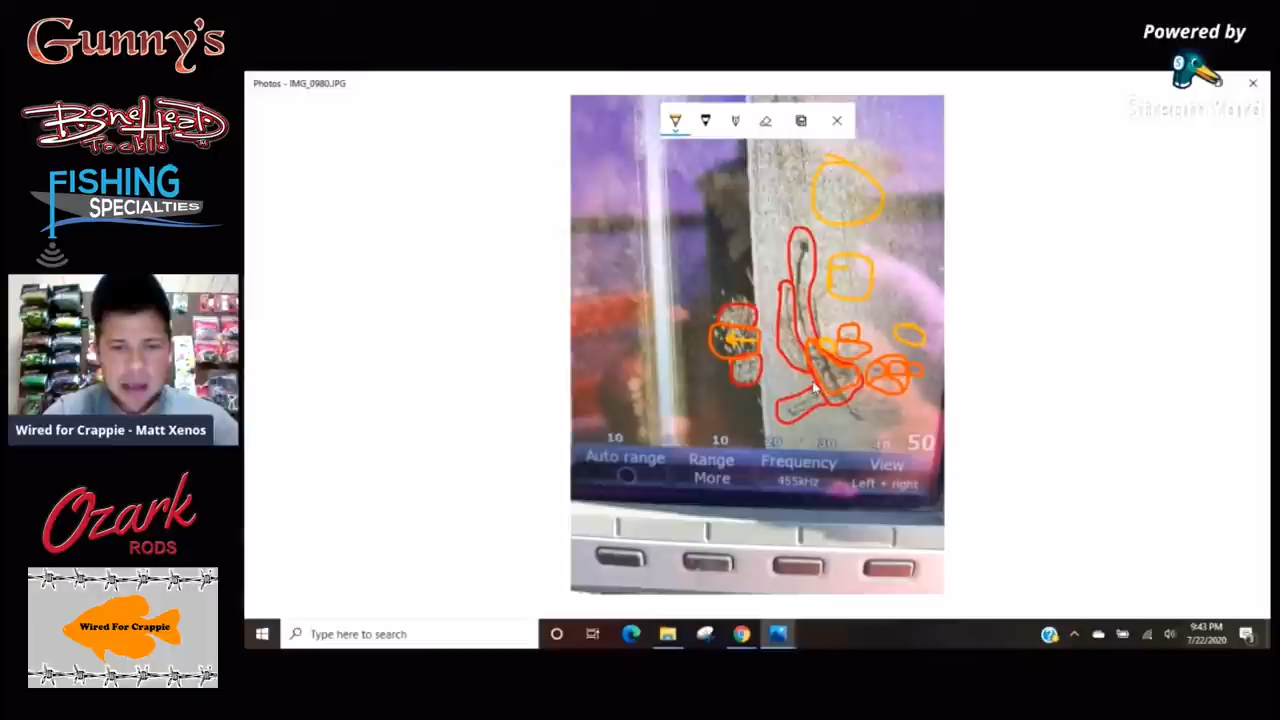 Gunny's
BoneHead
Tackle
FISHING
SPECIALTIES
Wired for Crappie - Matt Xenos
Ozark
RODS
Wired For Crappie
Powered by
S
StreamYard
Photos - IMG_0980.JPG
10 10 20 30 40 50
Auto range
Range
More
Frequency
455kHz
View
Left + right
Type here to search
9:43 PM
7/22/2020